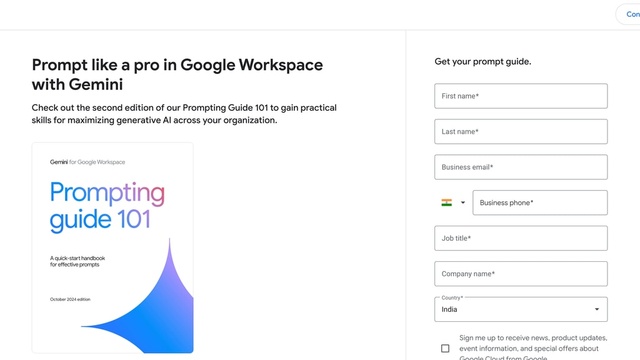 Con
Prompt like a pro in Google Workspace
with Gemini
Check out the second edition of our Prompting Guide 101 to gain practical
skills for maximizing generative AI across your organization.
Gemini for Google Workspace
Prompting
guide 101
A quick-start handbook
for effective prompts
October 2024 edition
Get your prompt guide.
First name*
Last name*
Business email*
Business phone*
Job title*
Company name*
Country*
India
Sign me up to receive news, product updates,
event information, and special offers about
Google Cloud from Google.